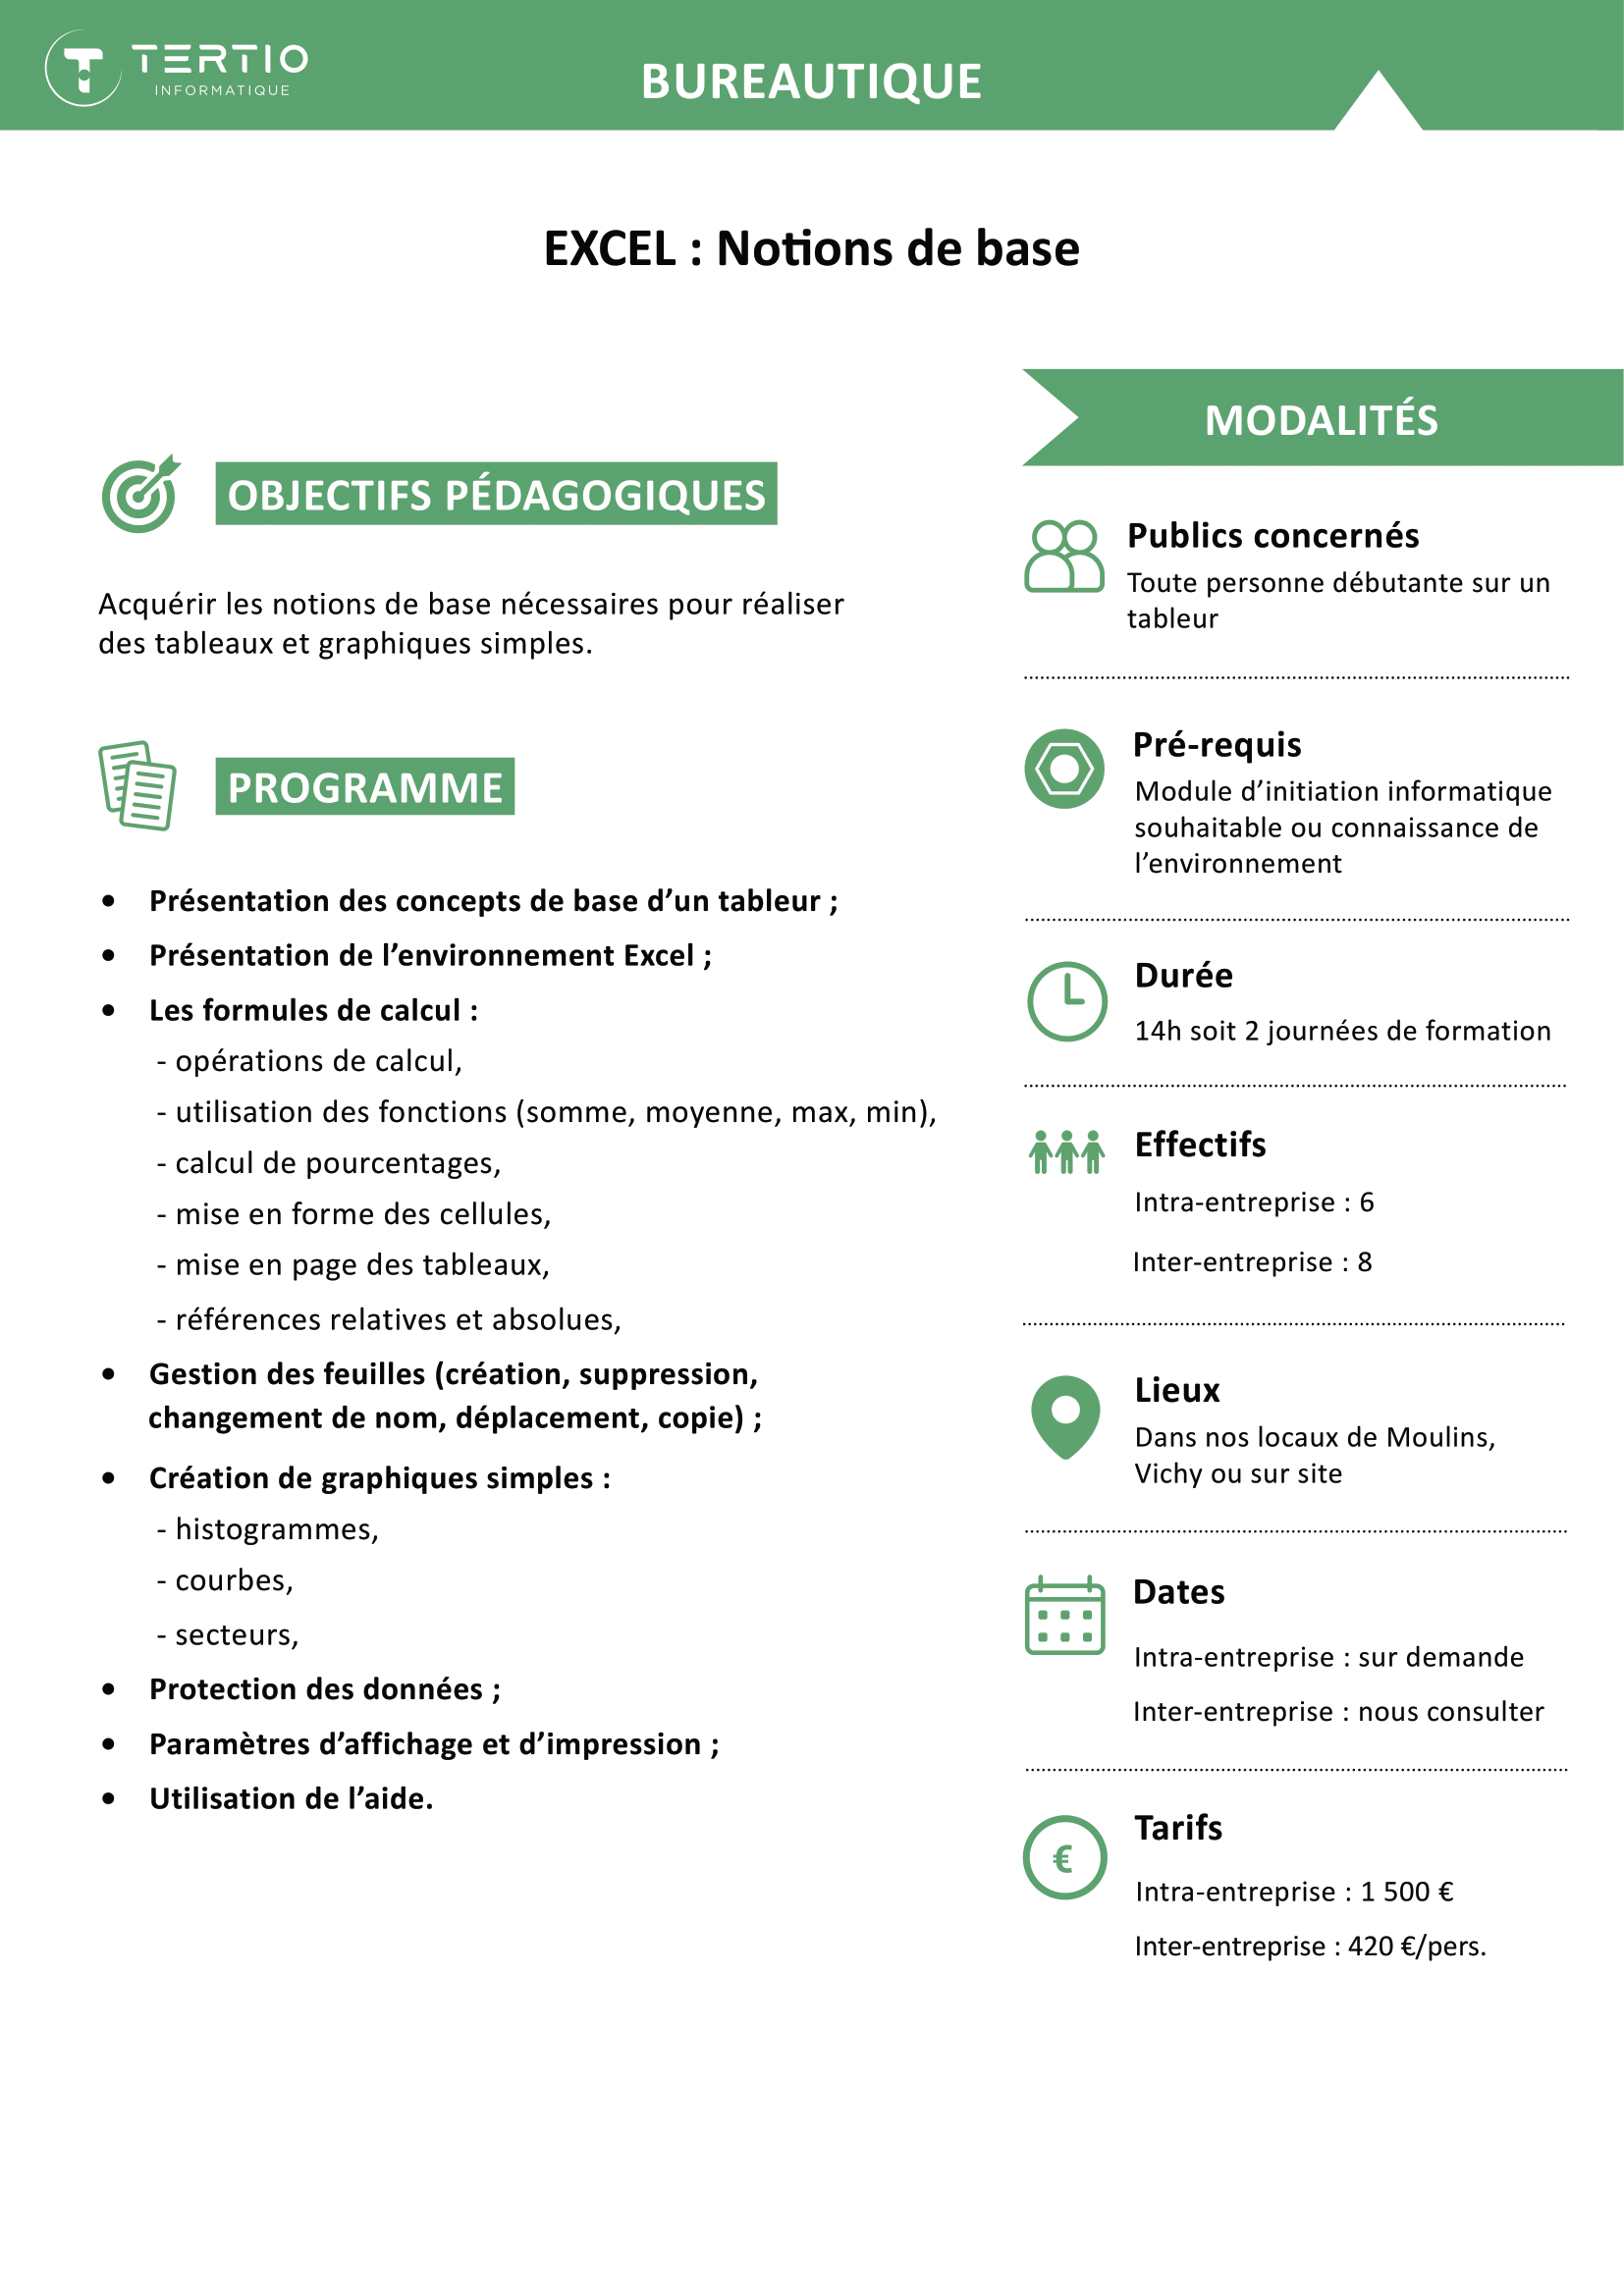 TERTIO
INFORMATIQUE
BUREAUTIQUE
EXCEL : Notions de base
OBJECTIFS PÉDAGOGIQUES
Acquérir les notions de base nécessaires pour réaliser
des tableaux et graphiques simples.
PROGRAMME
• Présentation des concepts de base d’un tableur ;
• Présentation de l’environnement Excel ;
• Les formules de calcul :
- opérations de calcul,
- utilisation des fonctions (somme, moyenne, max, min),
- calcul de pourcentages,
- mise en forme des cellules,
- mise en page des tableaux,
- références relatives et absolues,
• Gestion des feuilles (création, suppression,
changement de nom, déplacement, copie) ;
• Création de graphiques simples :
- histogrammes,
- courbes,
- secteurs,
• Protection des données ;
• Paramètres d’affichage et d’impression ;
• Utilisation de l’aide.
MODALITÉS
Publics concernés
Toute personne débutante sur un
tableur
Pré-requis
Module d’initiation informatique
souhaitable ou connaissance de
l’environnement
Durée
14h soit 2 journées de formation
Effectifs
Intra-entreprise : 6
Inter-entreprise : 8
Lieux
Dans nos locaux de Moulins,
Vichy ou sur site
Dates
Intra-entreprise : sur demande
Inter-entreprise : nous consulter
€
Tarifs
Intra-entreprise : 1 500 €
Inter-entreprise : 420 €/pers.